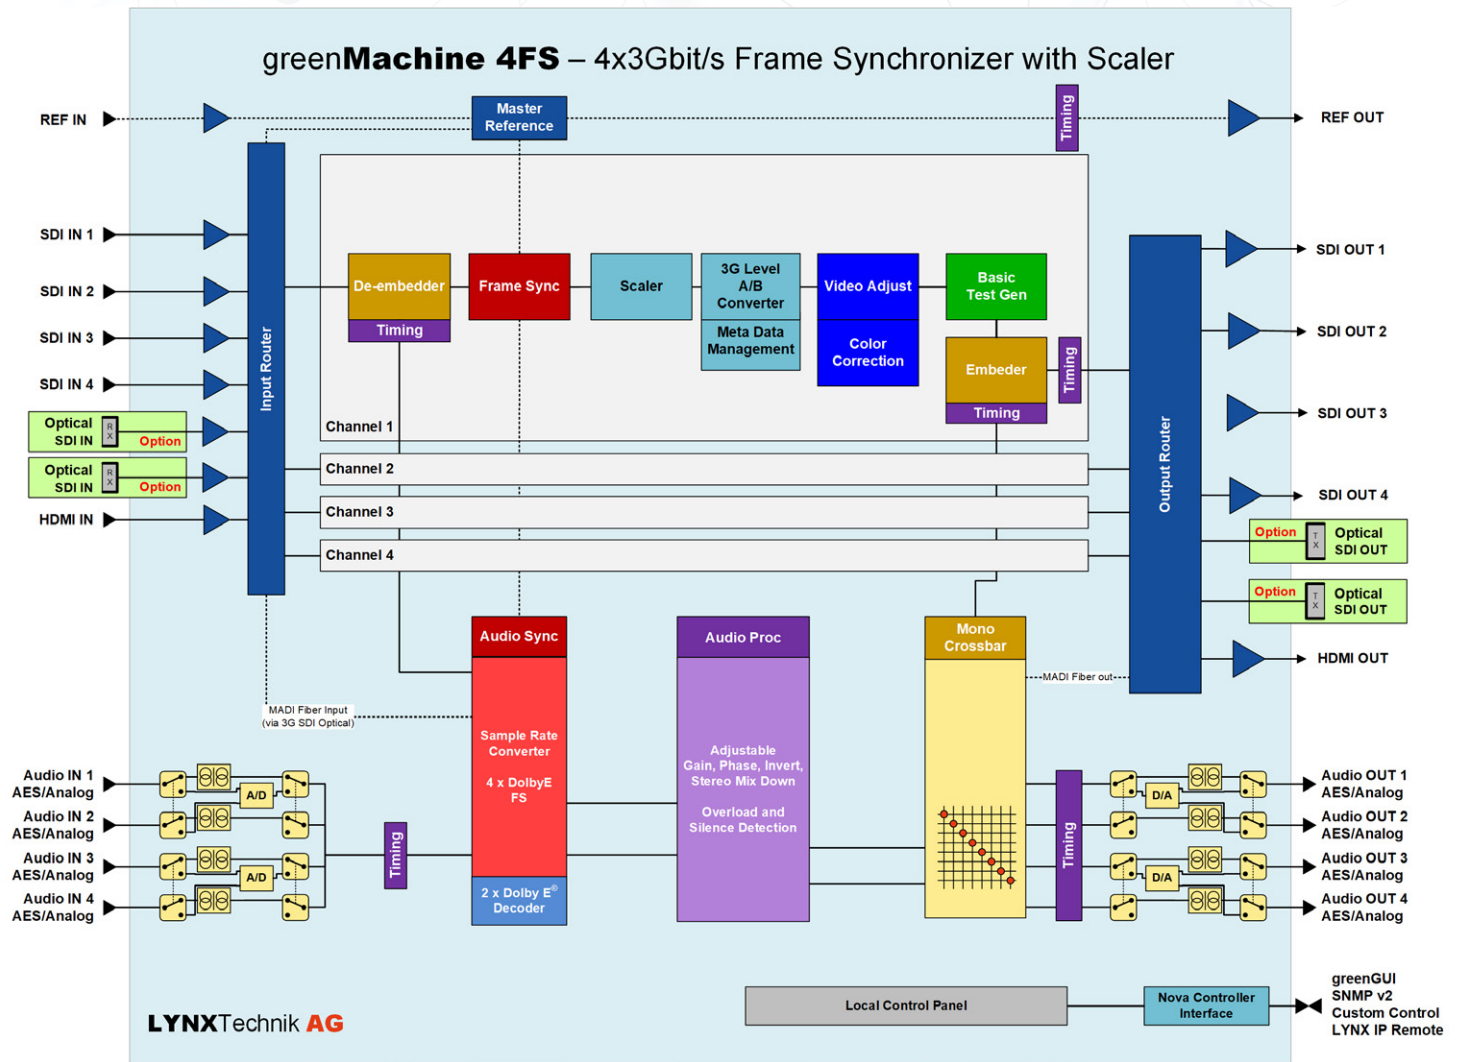 greenMachine 4FS – 4x3Gbit/s Frame Synchronizer with Scaler
REF IN
Master
Reference
Timing
REF OUT
SDI IN 1
SDI IN 2
SDI IN 3
SDI IN 4
Optical
SDI IN
RX
Option
Optical
SDI IN
RX
Option
HDMI IN
Input Router
De-embedder
Timing
Frame Sync
Scaler
3G Level
A/B
Converter
Meta Data
Management
Video Adjust
Color
Correction
Basic
Test Gen
Embeder
Timing
Timing
Channel 1
Channel 2
Channel 3
Channel 4
Output Router
SDI OUT 1
SDI OUT 2
SDI OUT 3
SDI OUT 4
Option
TX
Optical
SDI OUT
Option
TX
Optical
SDI OUT
HDMI OUT
Audio Sync
Sample Rate
Converter
4 x DolbyE
FS
2 x Dolby E®
Decoder
Audio Proc
Adjustable
Gain, Phase, Invert,
Stereo Mix Down
Overload and
Silence Detection
Mono
Crossbar
MADI Fiber out
MADI Fiber Input
(via 3G SDI Optical)
Audio IN 1
AES/Analog
Audio IN 2
AES/Analog
Audio IN 3
AES/Analog
Audio IN 4
AES/Analog
A/D
A/D
Timing
Timing
D/A
D/A
Audio OUT 1
AES/Analog
Audio OUT 2
AES/Analog
Audio OUT 3
AES/Analog
Audio OUT 4
AES/Analog
Local Control Panel
Nova Controller
Interface
greenGUI
SNMP v2
Custom Control
LYNX IP Remote
LYNXTechnik AG